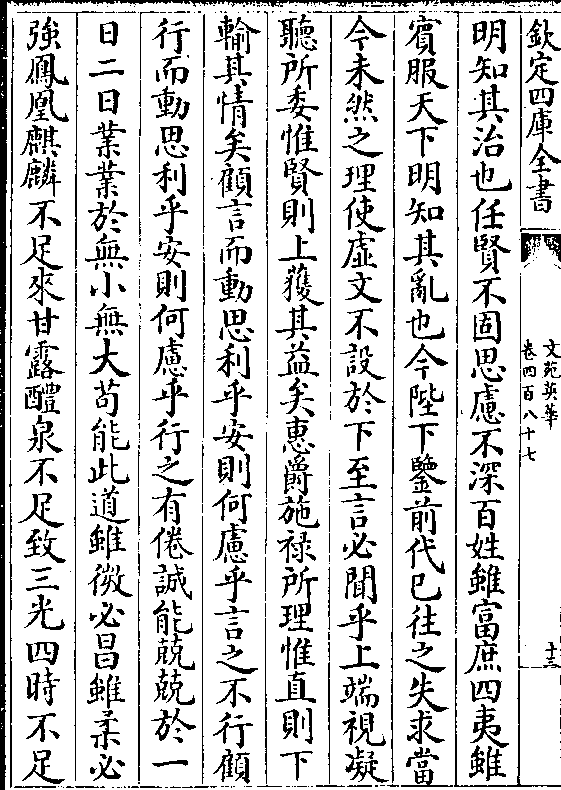 欽定四庫全書
文苑英華
卷四百八十七
十三
明知其治也任賢不固思慮不深百姓雖富庶四夷雖
賓服天下明知其亂也今陛下鑒前代已往之失求當
今未然之理使虛文不設於下至言必聞乎上端視凝
聽所委惟賢則上獲其益矣惠爵施祿所理惟直則下
輸其情矣顧言而動思利乎安則何慮乎言之不行顧
行而動思利乎安則何慮乎行之有倦誠能兢兢於一
日二日業業於無小無大苟能此道雖微必昌雖柔必
強鳳凰麒麟不足來甘露醴泉不足致三光四時不足